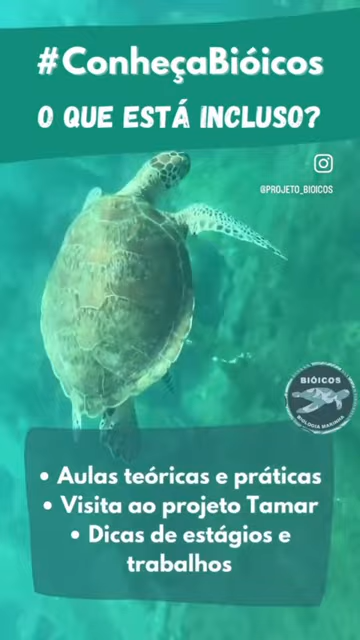 #ConheçaBióicos
O QUE ESTÁ INCLUSO?
@PROJETO_BIOICOS
BIÓICOS
BIOLOGIA MARINHA
• Aulas teóricas e práticas
• Visita ao projeto Tamar
• Dicas de estágios e
trabalhos